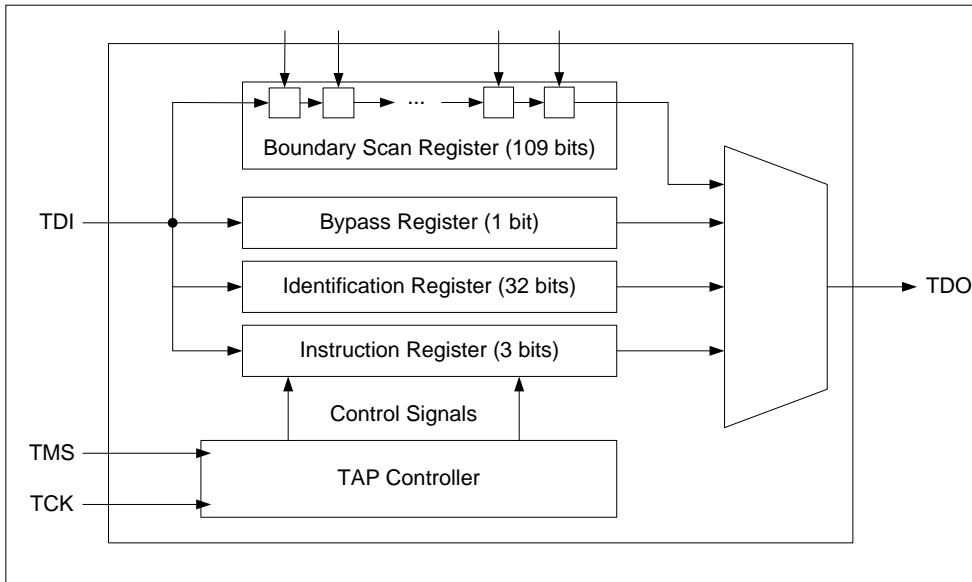 ...
Boundary Scan Register (109 bits)
TDI
Bypass Register (1 bit)
Identification Register (32 bits)
TDO
Instruction Register (3 bits)
Control Signals
TMS
TAP Controller
TCK